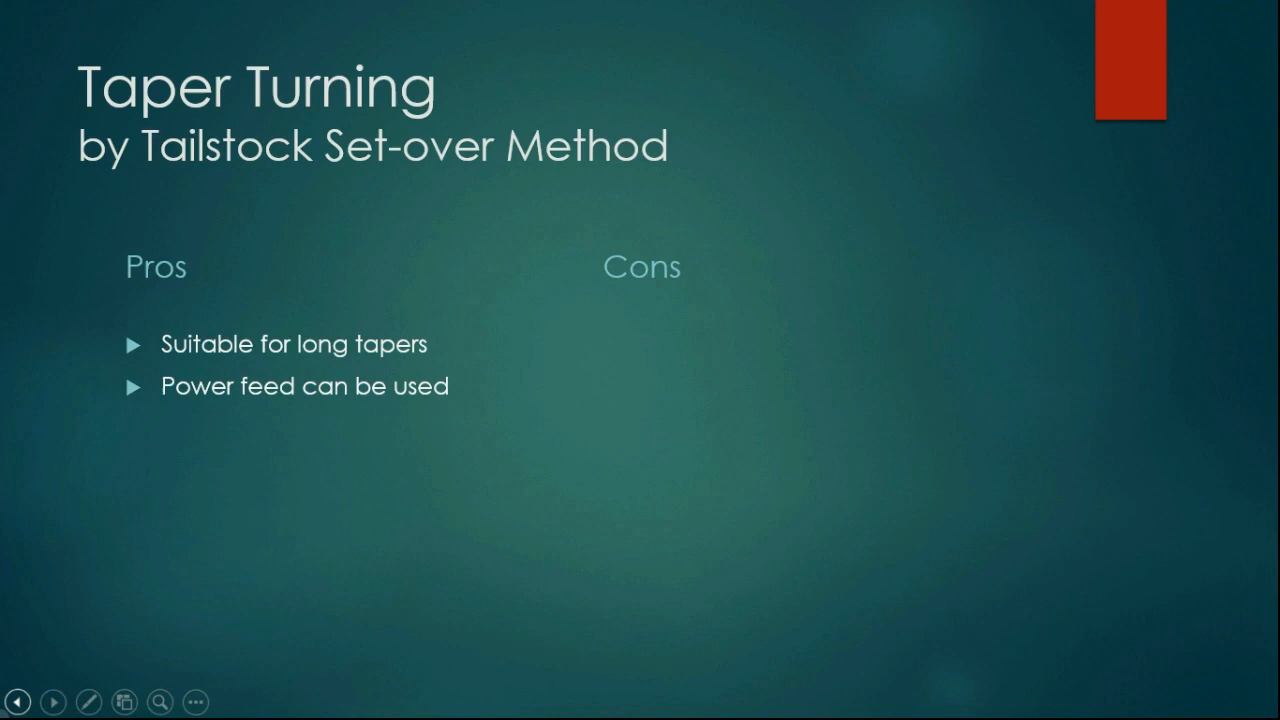 Taper Turning
by Tailstock Set-over Method
Pros
Suitable for long tapers
Power feed can be used
Cons